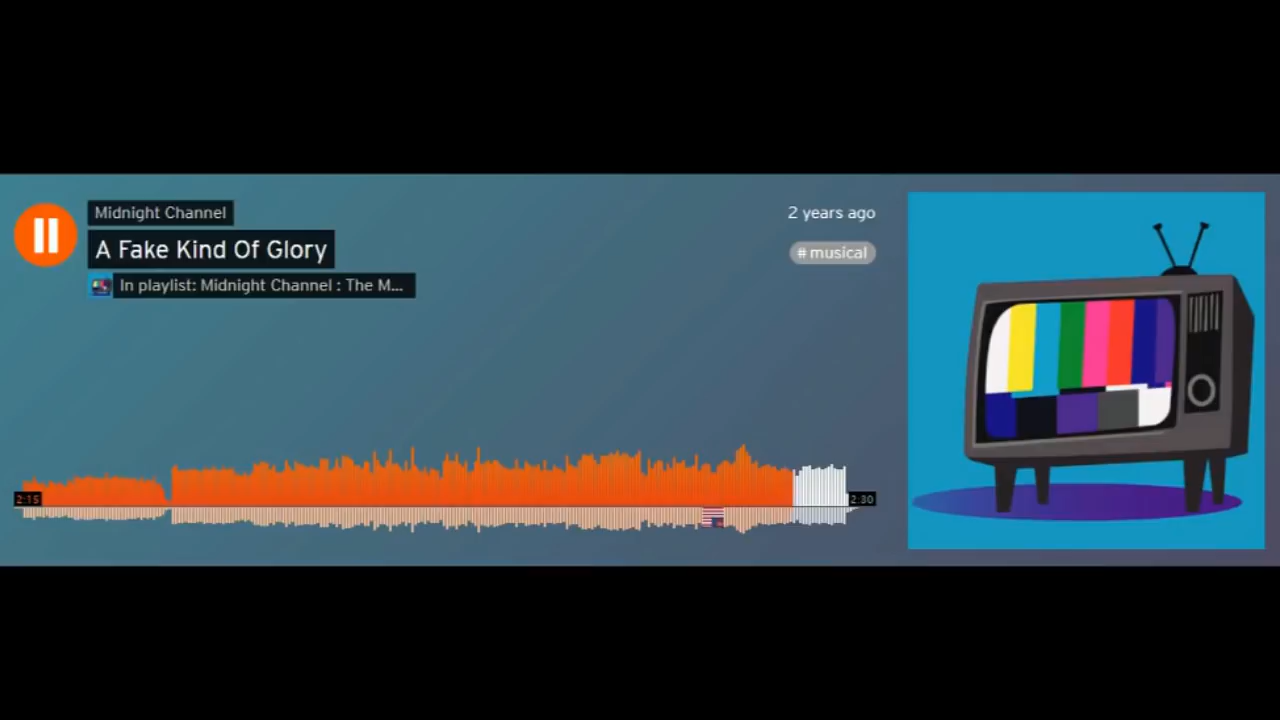 Midnight Channel
2 years ago
A Fake Kind Of Glory
# musical
In playlist: Midnight Channel : The M...
2:15
2:30